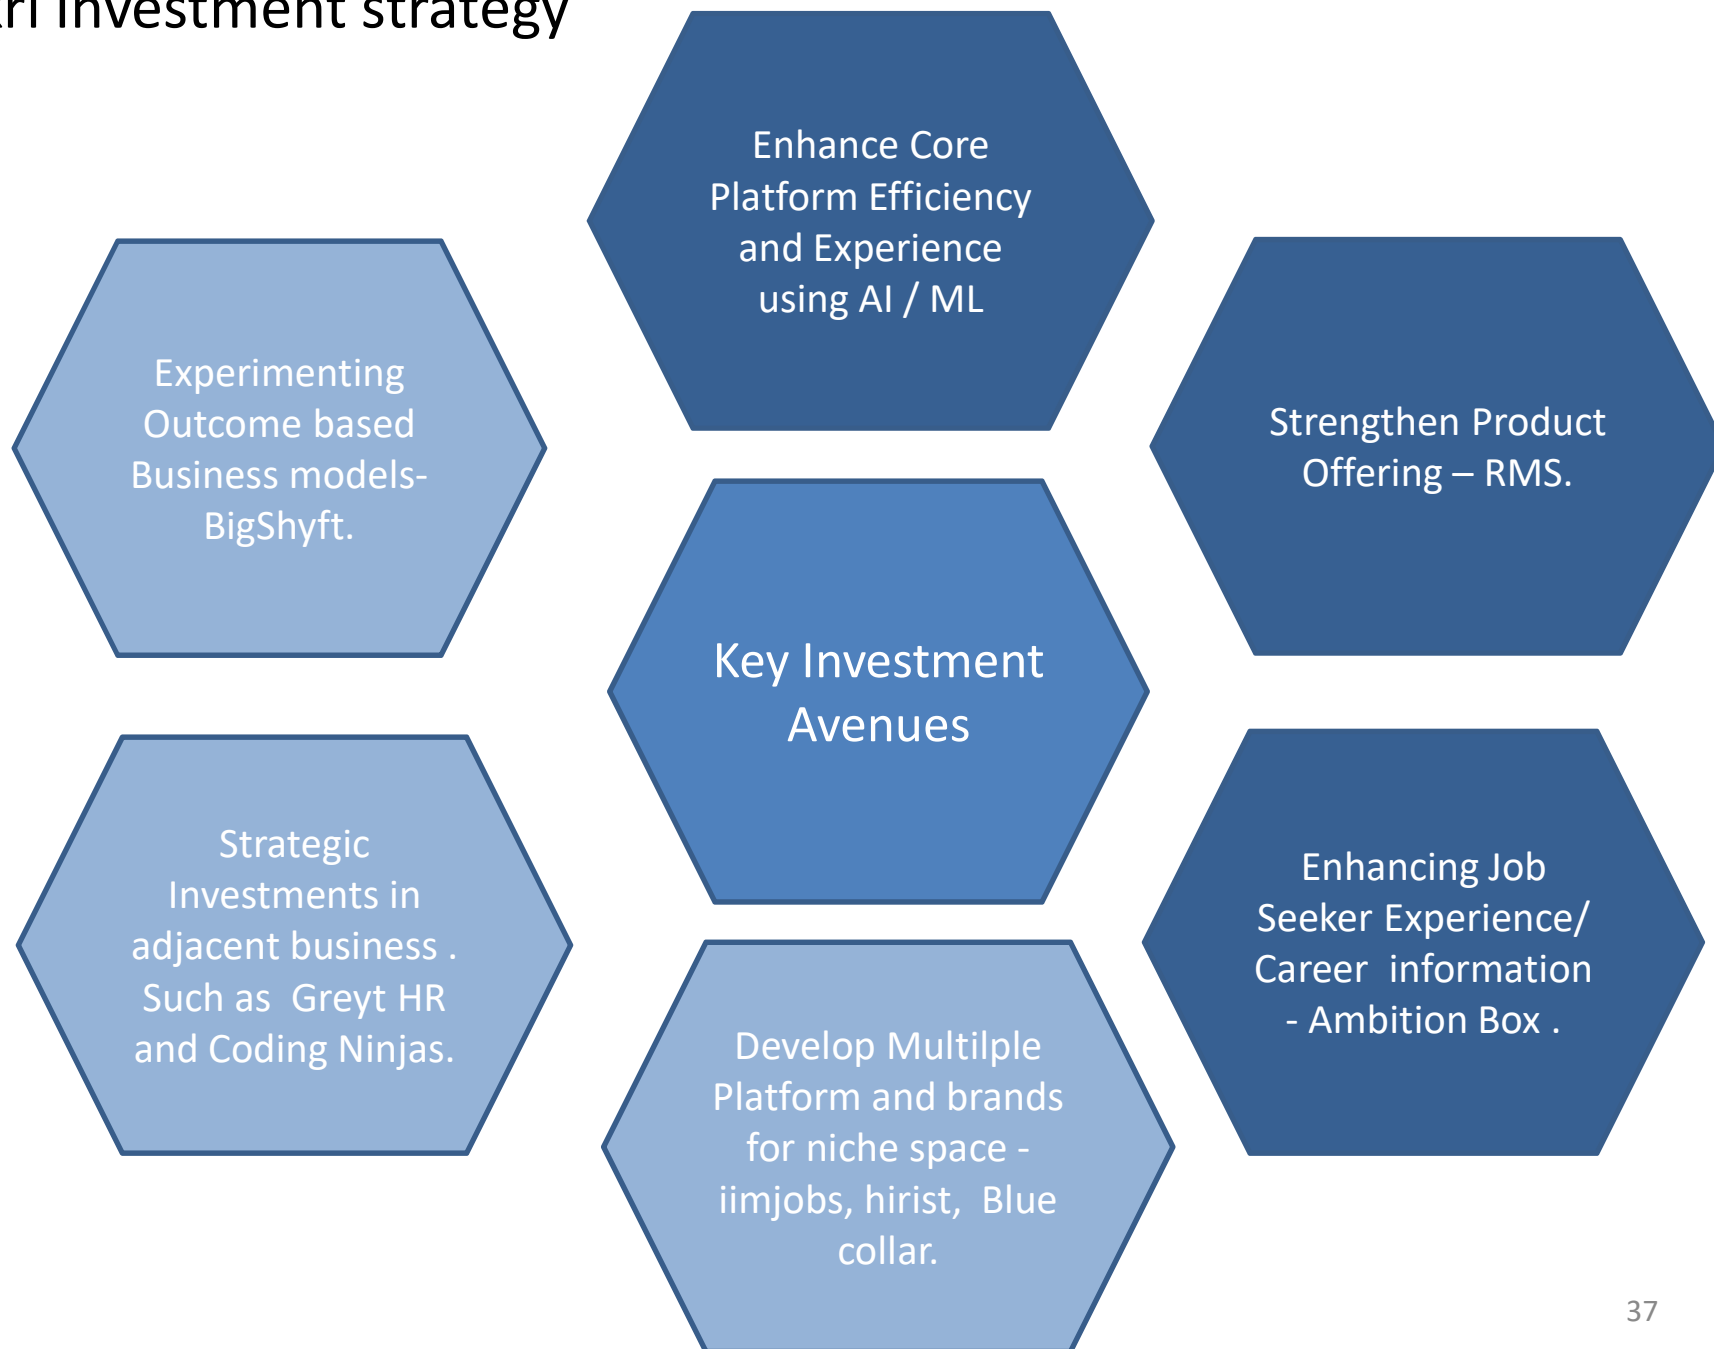 Investment strategy
Enhance Core
Platform Efficiency
and Experience
using AI / ML
Strengthen Product
Offering – RMS.
Enhancing Job
Seeker Experience/
Career  information
- Ambition Box .
Develop Multilple
Platform and brands
for niche space -
iimjobs, hirist,  Blue
collar.
Strategic
Investments in
adjacent business .
Such as  Greyt HR
and Coding Ninjas.
Experimenting
Outcome based
Business models-
BigShyft.
Key Investment
Avenues
37